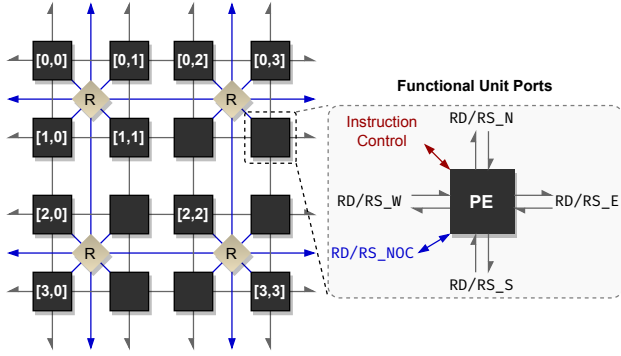 [0,0] [0,1] [0,2] [0,3]
R R
Functional Unit Ports
[1,0] [1,1]
Instruction
Control
RD/RS_N
RD/RS_W PE RD/RS_E
[2,0] [2,2]
R R
RD/RS_NOC
RD/RS_S
[3,0] [3,3]